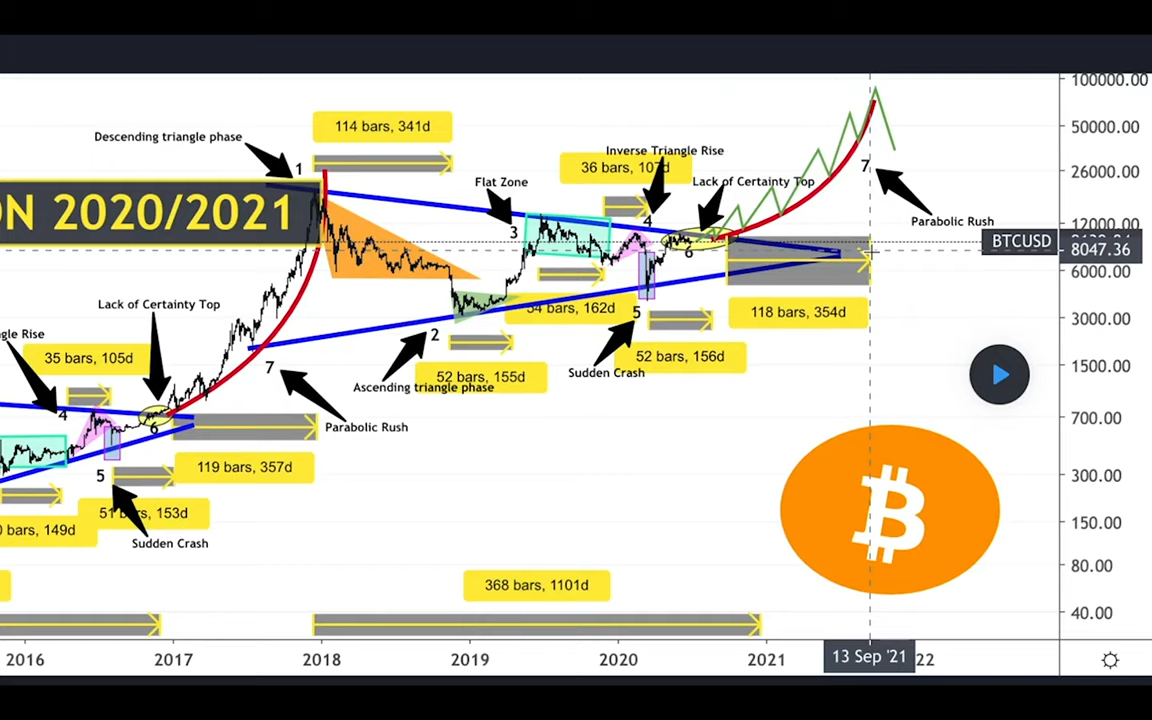 100000.00
114 bars, 341d
50000.00
Descending triangle phase
Inverse Triangle Rise
1
36 bars, 107d
7
26000.00
Flat Zone
Lack of Certainty Top
ON 2020/2021
4
Parabolic Rush
12000.00
3
BTCUSD
8047.36
6
6000.00
Lack of Certainty Top
54 bars, 162d
5
118 bars, 354d
3000.00
gle Rise
2
35 bars, 105d
52 bars, 156d
7
Sudden Crash
1500.00
52 bars, 155d
Ascending triangle phase
4
6
Parabolic Rush
700.00
119 bars, 357d
5
300.00
51 bars, 153d
0 bars, 149d
150.00
Sudden Crash
80.00
368 bars, 1101d
40.00
2016
2017
2018
2019
2020
2021
13 Sep '21
22